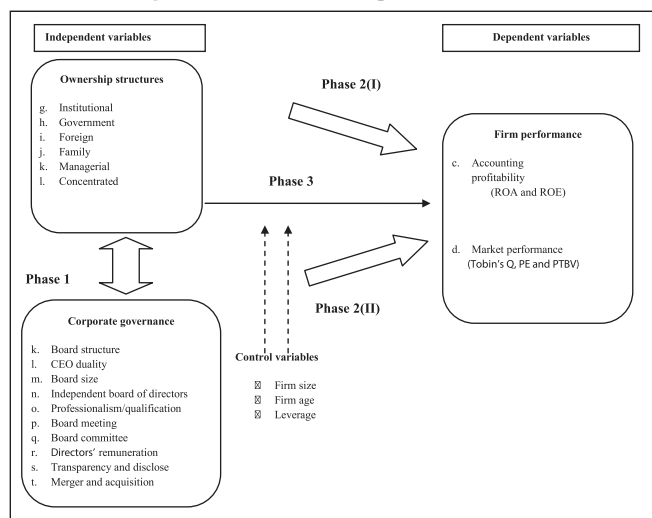 Independent variables
Dependent variables
Ownership structures
g. Institutional
h. Government
i. Foreign
j. Family
k. Managerial
l. Concentrated
Phase 2(I)
Phase 3
Firm performance
c. Accounting
profitability
(ROA and ROE)
d. Market performance
(Tobin's Q, PE and PTBV)
Phase 1
Phase 2(II)
Corporate governance
k. Board structure
l. CEO duality
m. Board size
n. Independent board of directors
o. Professionalism/qualification
p. Board meeting
q. Board committee
r. Directors' remuneration
s. Transparency and disclose
t. Merger and acquisition
Control variables
Firm size
Firm age
Leverage